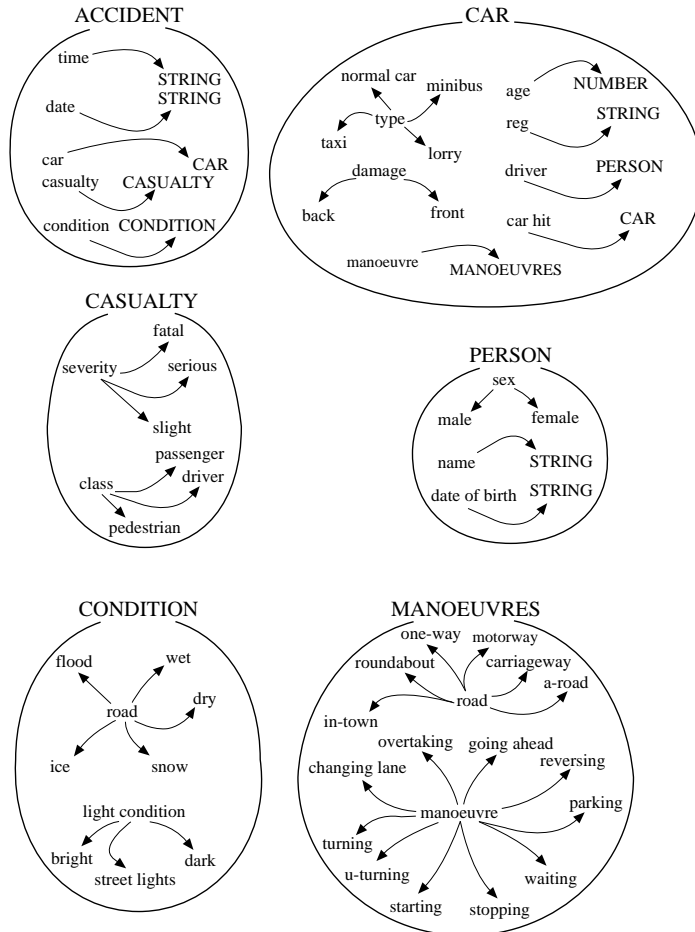 ACCIDENT
time
STRING
STRING
date
car
CAR
casualty
CASUALTY
condition
CONDITION
CAR
normal car
minibus
type
taxi
lorry
damage
back
front
manoeuvre
MANOEUVRES
age
NUMBER
STRING
reg
driver
PERSON
car hit
CAR
CASUALTY
fatal
severity
serious
slight
passenger
class
driver
pedestrian
PERSON
sex
male
female
name
STRING
date of birth
STRING
CONDITION
flood
wet
road
dry
ice
snow
light condition
bright
dark
street lights
MANOEUVRES
one-way
motorway
roundabout
carriageway
a-road
road
in-town
overtaking
going ahead
changing lane
reversing
manoeuvre
parking
turning
u-turning
waiting
starting
stopping